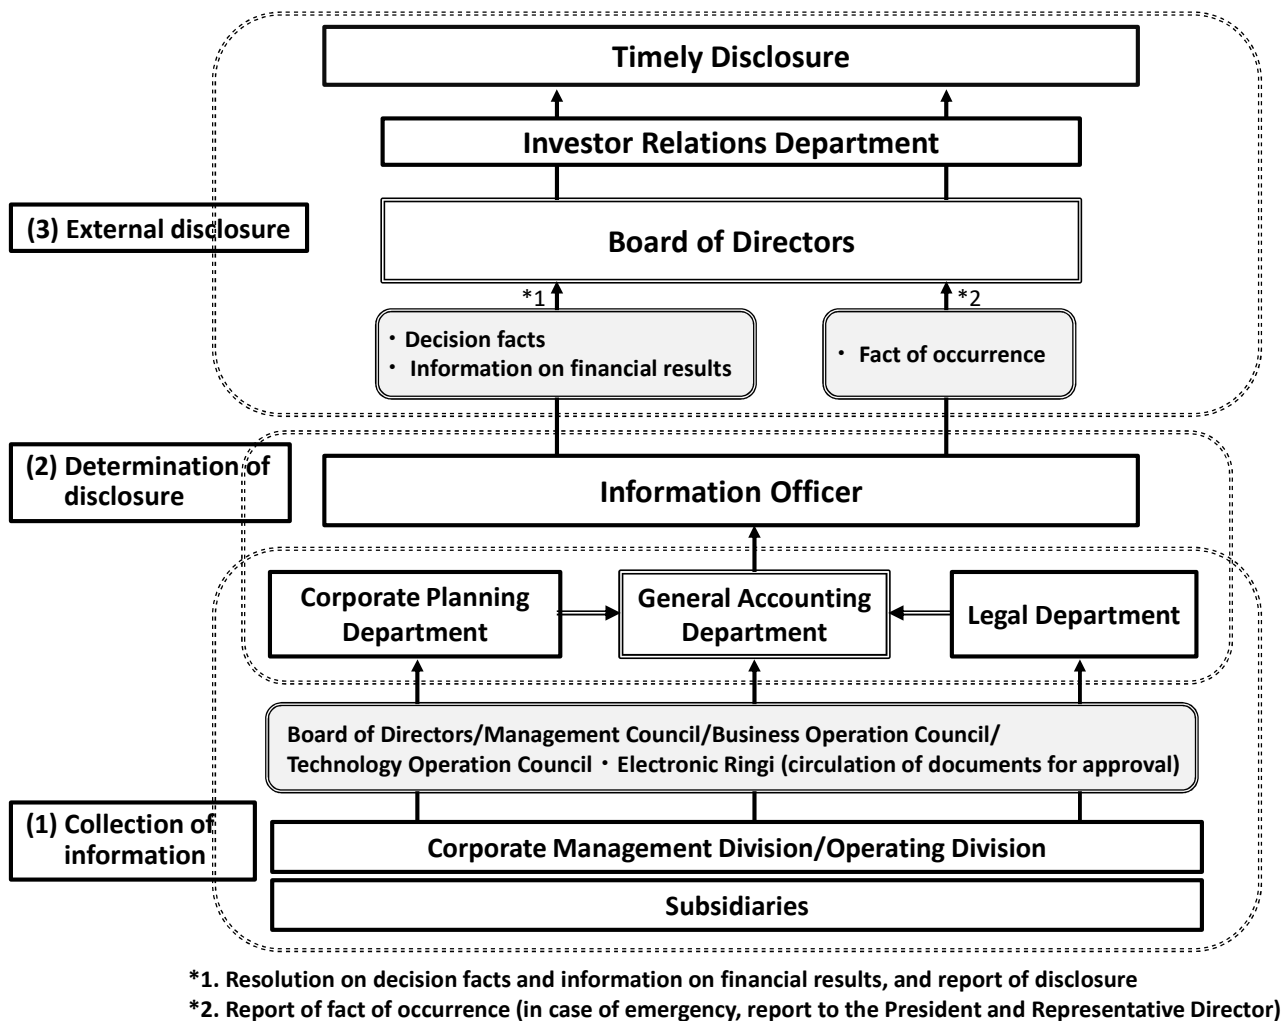 Timely Disclosure
Investor Relations Department
(3) External disclosure
Board of Directors
*1
*2
・ Decision facts
・ Information on financial results
・ Fact of occurrence
(2) Determination of
disclosure
Information Officer
Corporate Planning
Department
General Accounting
Department
Legal Department
Board of Directors/Management Council/Business Operation Council/
Technology Operation Council・Electronic Ringi (circulation of documents for approval)
(1) Collection of
information
Corporate Management Division/Operating Division
Subsidiaries
*1. Resolution on decision facts and information on financial results, and report of disclosure
*2. Report of fact of occurrence (in case of emergency, report to the President and Representative Director)